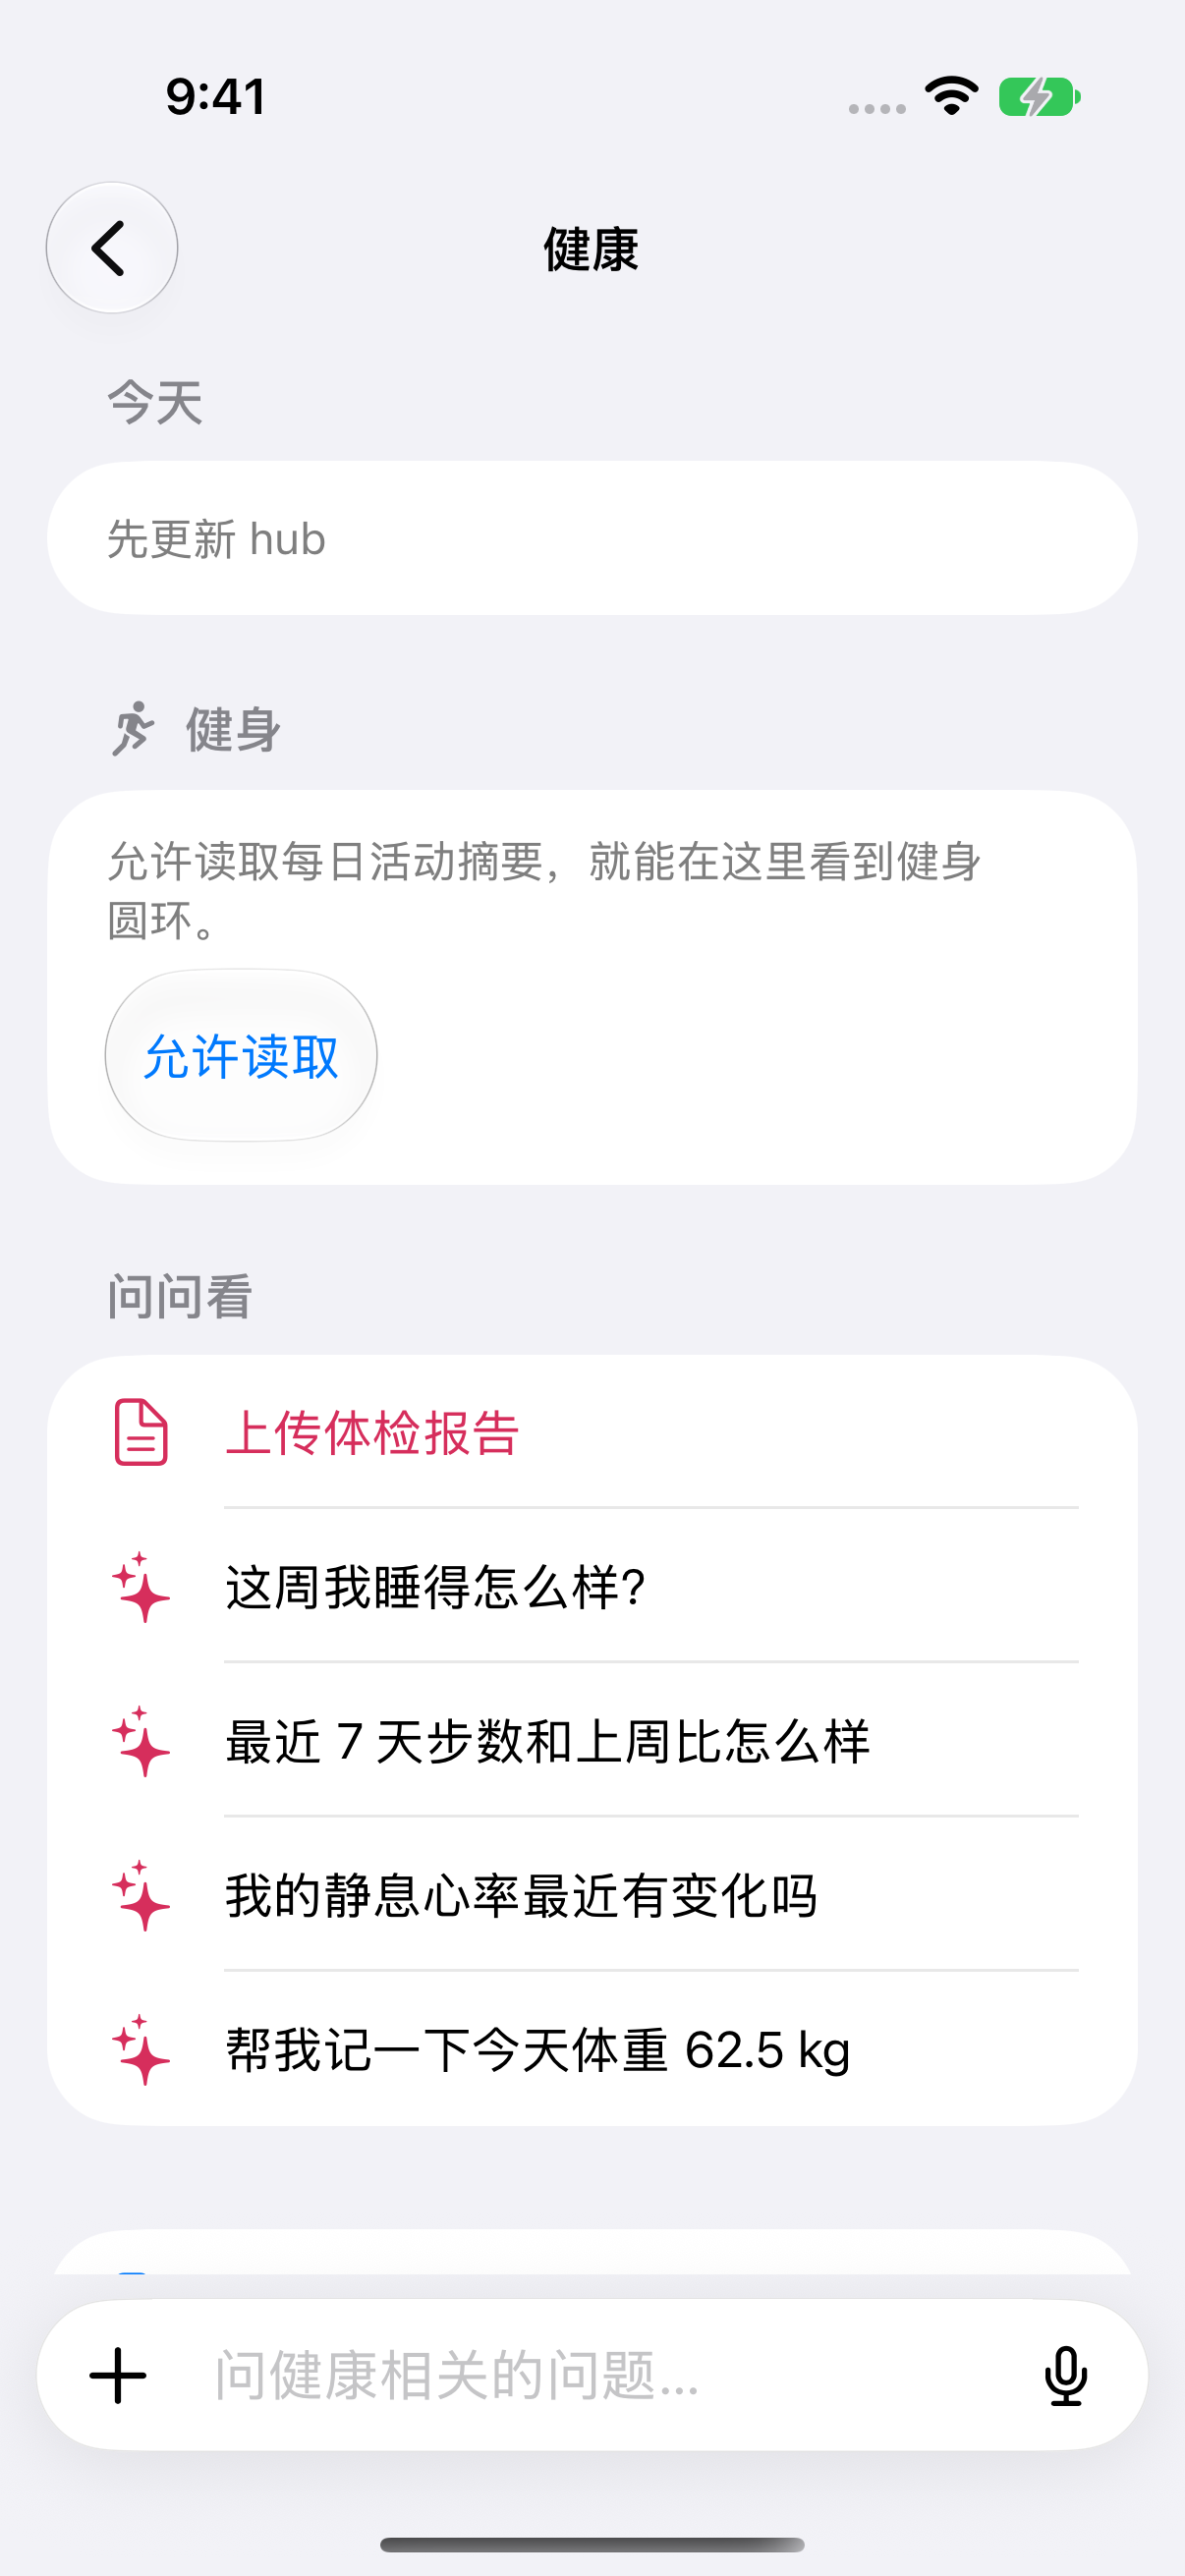 9:41
健康
今天
先更新 hub
健身
允许读取每日活动摘要，就能在这里看到健身
圆环。
允许读取
问问看
上传体检报告
这周我睡得怎么样?
最近 7 天步数和上周比怎么样
我的静息心率最近有变化吗
帮我记一下今天体重 62.5 kg
问健康相关的问题...